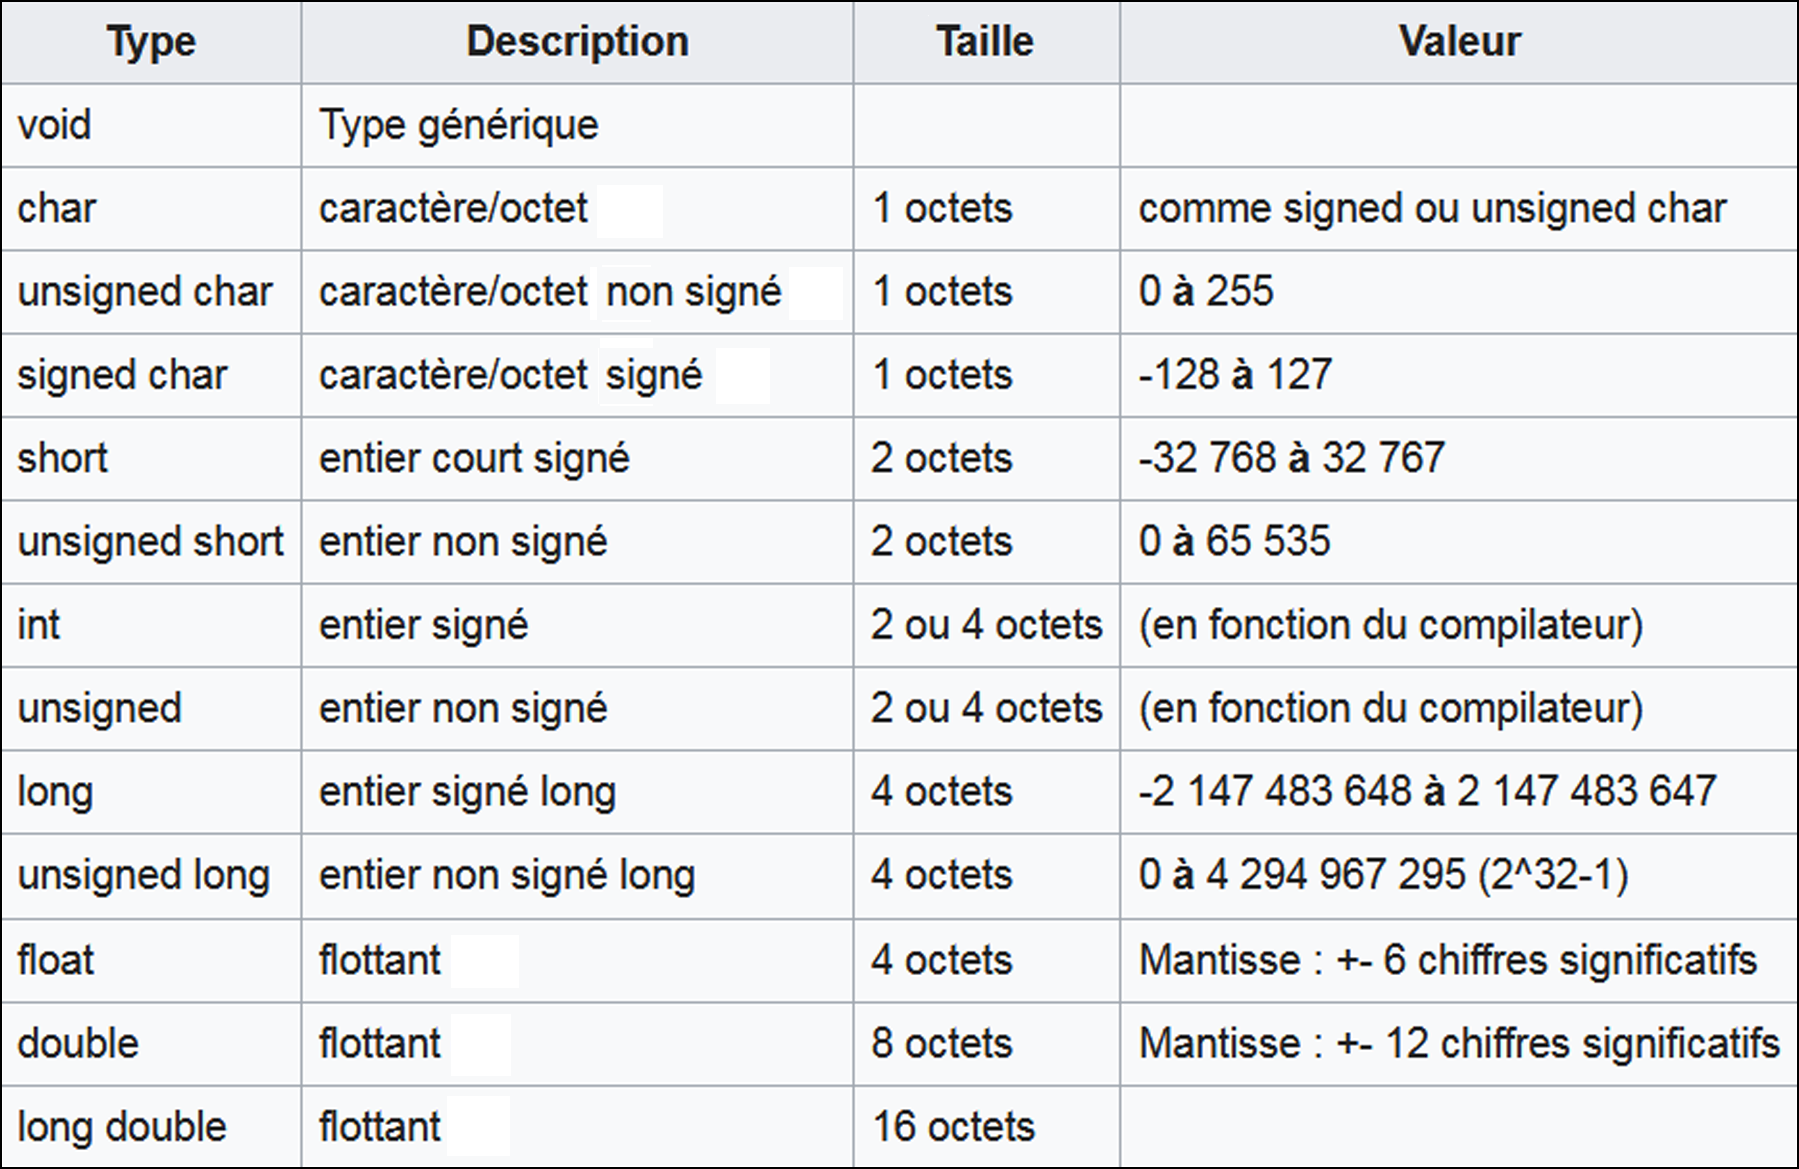 Type Description Taille Valeur
void Type générique
char caractère/octet 1 octets comme signed ou unsigned char
unsigned char caractère/octet non signé 1 octets 0 à 255
signed char caractère/octet signé 1 octets -128 à 127
short entier court signé 2 octets -32 768 à 32 767
unsigned short entier non signé 2 octets 0 à 65 535
int entier signé 2 ou 4 octets (en fonction du compilateur)
unsigned entier non signé 2 ou 4 octets (en fonction du compilateur)
long entier signé long 4 octets -2 147 483 648 à 2 147 483 647
unsigned long entier non signé long 4 octets 0 à 4 294 967 295 (2^32-1)
float flottant 4 octets Mantisse : +- 6 chiffres significatifs
double flottant 8 octets Mantisse : +- 12 chiffres significatifs
long double flottant 16 octets